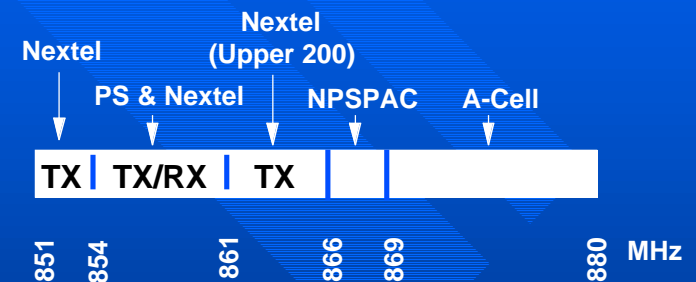 Nextel
Nextel
(Upper 200)
PS & Nextel
NPSPAC
A-Cell
TX
TX/RX
TX
851
854
861
866
869
880
MHz